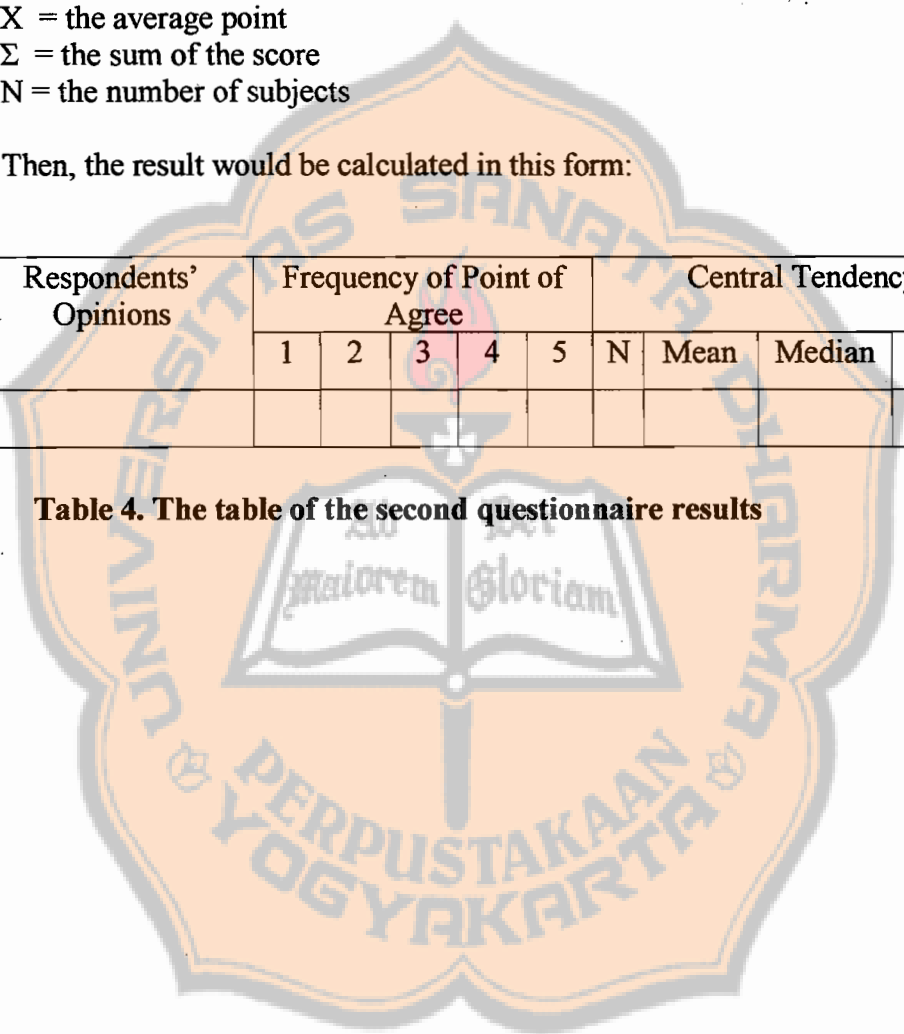 X = the average point
Σ = the sum of the score
N = the number of subjects
Then, the result would be calculated in this form:
Respondents' Frequency of Point of Central Tendenc
Opinions Agree
1 2 3 4 5 N Mean Median
Table 4. The table of the second questionnaire results
UNIVERSITAS SANATA DHARMA
Ad Dei
Maiorem Gloriam
PERPUSTAKAAN
YOGYAKARTA